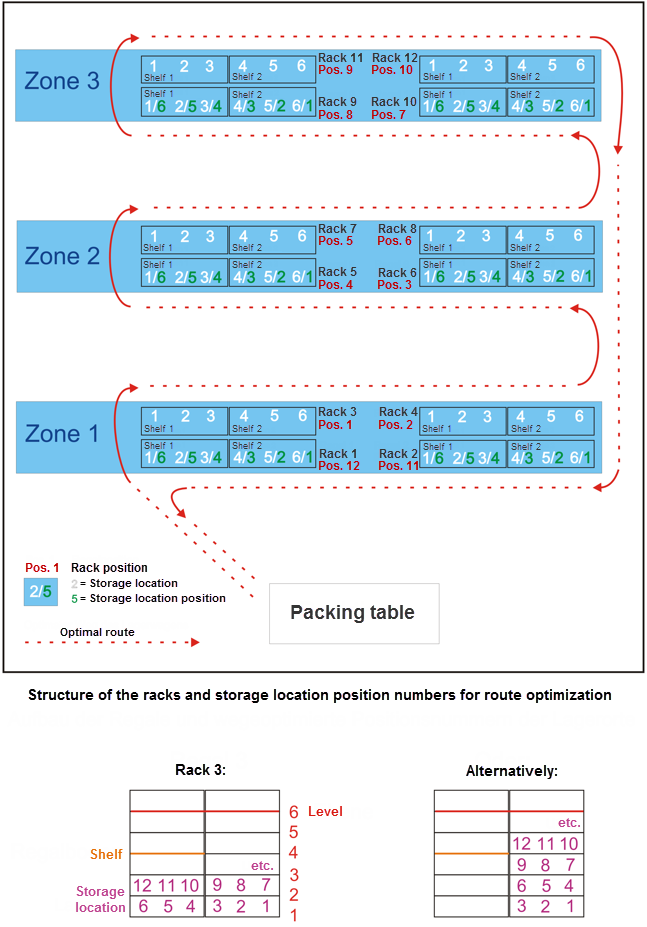 Zone 3
1 2 3 4 5 6 Rack 11 Rack 12 1 2 3 4 5 6
Shelf 1 Shelf 2 Pos. 9 Pos. 10 Shelf 1 Shelf 2
Shelf 1 Shelf 2 Rack 9 Rack 10 Shelf 1 Shelf 2
1/6 2/5 3/4 4/3 5/2 6/1 Pos. 8 Pos. 7 1/6 2/5 3/4 4/3 5/2 6/1
Zone 2
1 2 3 4 5 6 Rack 7 Rack 8 1 2 3 4 5 6
Shelf 1 Shelf 2 Pos. 5 Pos. 6 Shelf 1 Shelf 2
Shelf 1 Shelf 2 Rack 5 Rack 6 Shelf 1 Shelf 2
1/6 2/5 3/4 4/3 5/2 6/1 Pos. 4 Pos. 3 1/6 2/5 3/4 4/3 5/2 6/1
Zone 1
1 2 3 4 5 6 Rack 3 Rack 4 1 2 3 4 5 6
Shelf 1 Shelf 2 Pos. 1 Pos. 2 Shelf 1 Shelf 2
Shelf 1 Shelf 2 Rack 1 Rack 2 Shelf 1 Shelf 2
1/6 2/5 3/4 4/3 5/2 6/1 Pos. 12 Pos. 11 1/6 2/5 3/4 4/3 5/2 6/1
Pos. 1 Rack position
2/5
2 = Storage location
5 = Storage location position
Optimal route
Packing table
Structure of the racks and storage location position numbers for route optimization
Rack 3:
6 Level
5
Shelf 4
etc. 3
Storage 12 11 10 9 8 7 2
location 6 5 4 3 2 1 1
Alternatively:
etc.
12 11 10
9 8 7
6 5 4
3 2 1